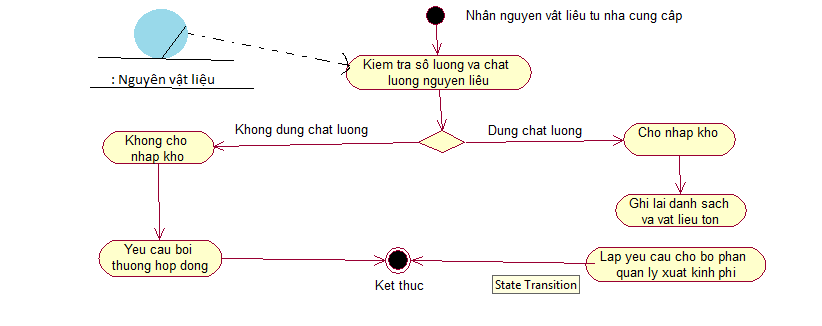 Nhân nguyen vât liêu tu nha cung câp
Kiem tra sô luong va chat
luong nguyen liêu
: Nguyên vật liệu
Khong dung chat luong
Dung chat luong
Khong cho
nhap kho
Cho nhap kho
Ghi lai danh sach
va vat lieu ton
Yeu cau boi
thuong hop dong
Ket thuc
Lap yeu cau cho bo phan
quan ly xuat kinh phi
State Transition